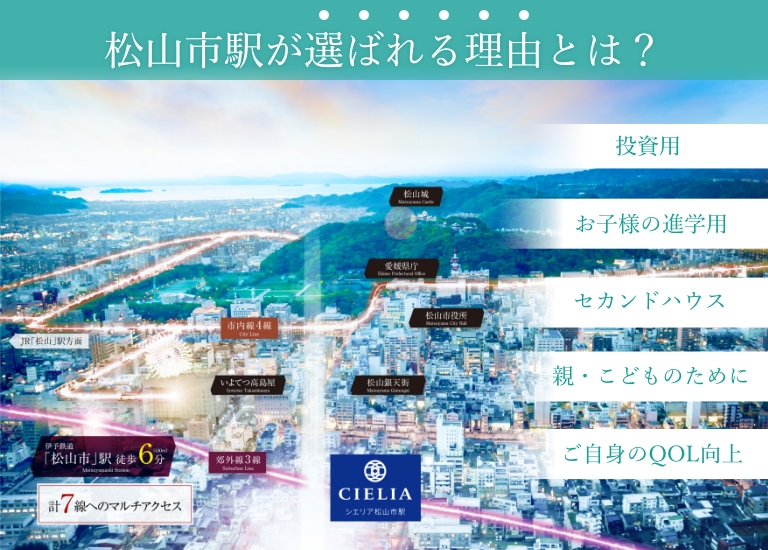 松山市駅が選ばれる理由とは？
投資用
お子様の進学用
セカンドハウス
親・こどものために
ご自身のQOL向上
松山城
Matsuyama Castle
愛媛県庁
Ehime Prefectural Office
松山市役所
Matsuyama City Hall
市内線4線
City Line
JR「松山」駅方面
いよてつ高島屋
Iyotetsu Takashimaya
松山銀天街
Matsuyama Gintengai
伊予鉄道
「松山市」駅 徒歩6分
Matsuyamashi Station
郊外線3線
Suburban Line
計7線へのマルチアクセス
CIELIA
シエリア松山市駅